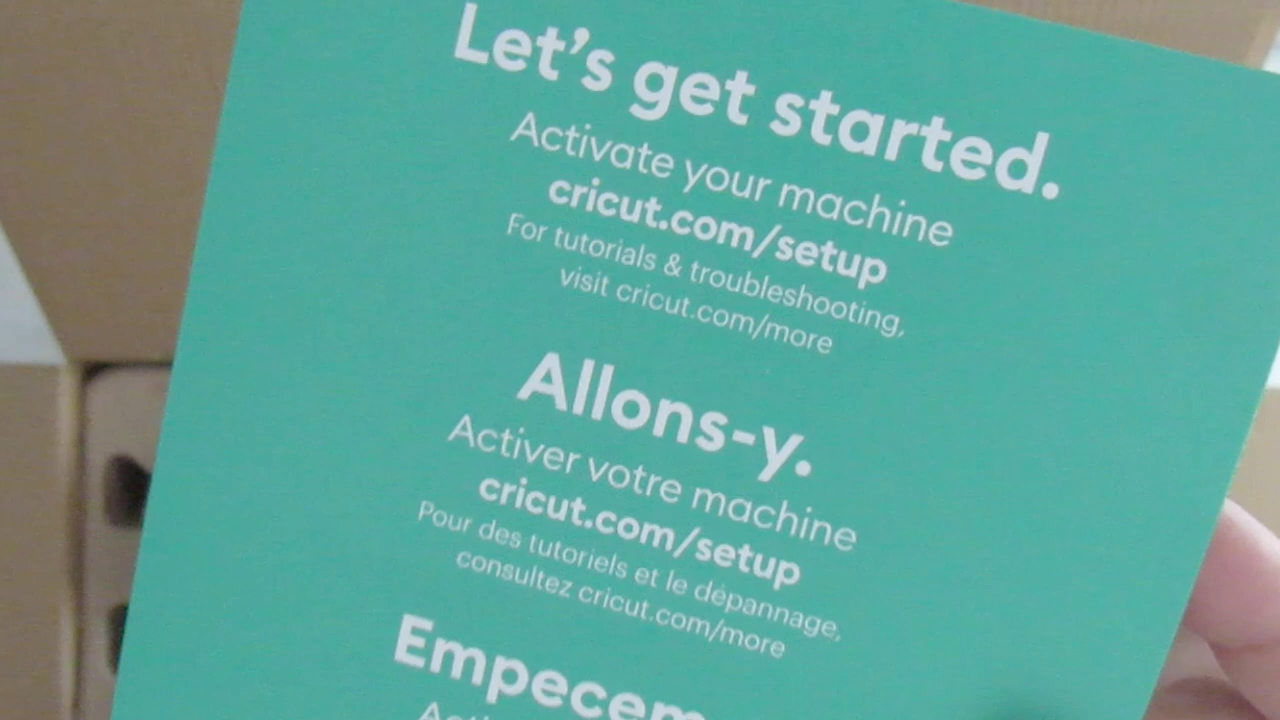 Let's get started.
Activate your machine
cricut.com/setup
For tutorials & troubleshooting,
visit cricut.com/more
Allons-y.
Activer votre machine
cricut.com/setup
Pour des tutoriels et le dépannage,
consultez cricut.com/more